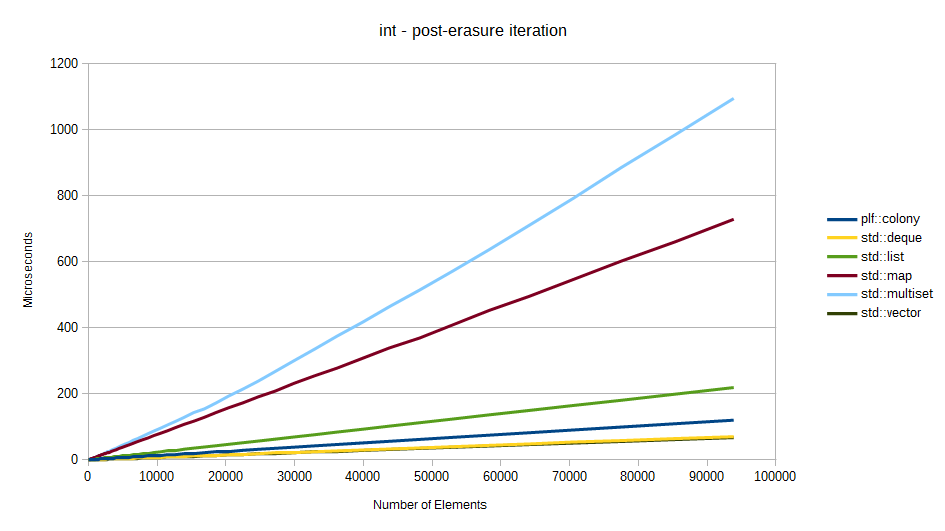 int - post-erasure iteration
1200
1000
800
600
400
200
0
Microseconds
0 10000 20000 30000 40000 50000 60000 70000 80000 90000 100000
Number of Elements
plf::colony
std::deque
std::list
std::map
std::multiset
std::vector